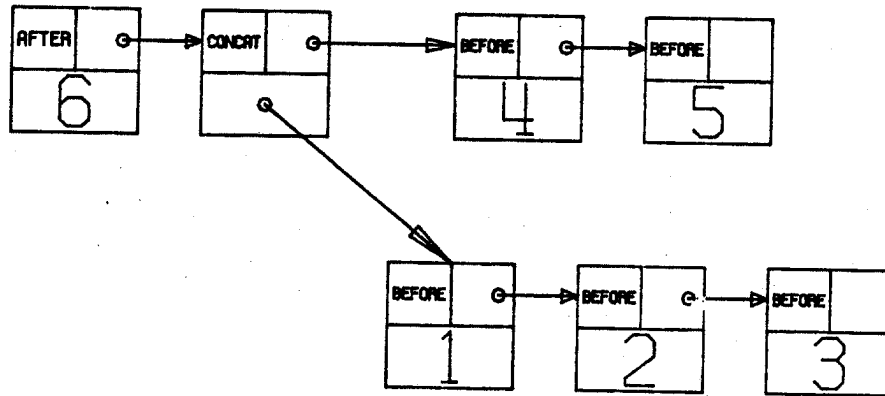 AFTER CONCAT BEFORE BEFORE
6 4 5
BEFORE BEFORE BEFORE
1 2 3